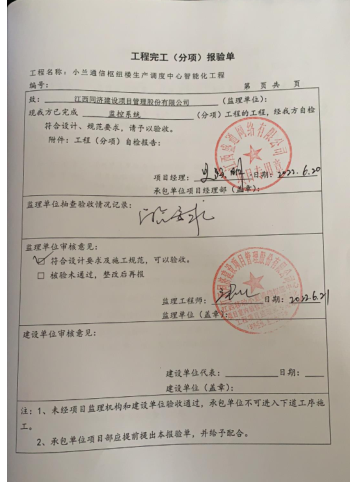 工程完工（分项）报验单
工程名称：小兰通信枢纽楼生产调度中心智能化工程
编号： 第 页 共 页
致： 江西同济建设项目管理股份有限公司 （监理单位）：
现我方已完成 监控系统 （分项）工程的工程，经我方自检
符合设计、规范要求，请予以验收。
附件：工程（分项）自检报告：
项目经理： 日期：2022.6.20
承包单位项目经理部（盖章）：
监理单位抽查验收情况记录：
符合要求
监理单位审核意见：
☑ 符合设计要求及施工规范，可以验收。
□ 核验未通过，整改后再报
监理工程师： 日期：2022.6.21
监理单位（盖章）：
建设单位审核意见：
建设单位代表： 日期：
建设单位（盖章）：
注：1、未经项目监理机构和建设单位验收通过，承包单位不可进入下道工序施
工。
2、承包单位项目部应提前提出本报验单，并给予配合。